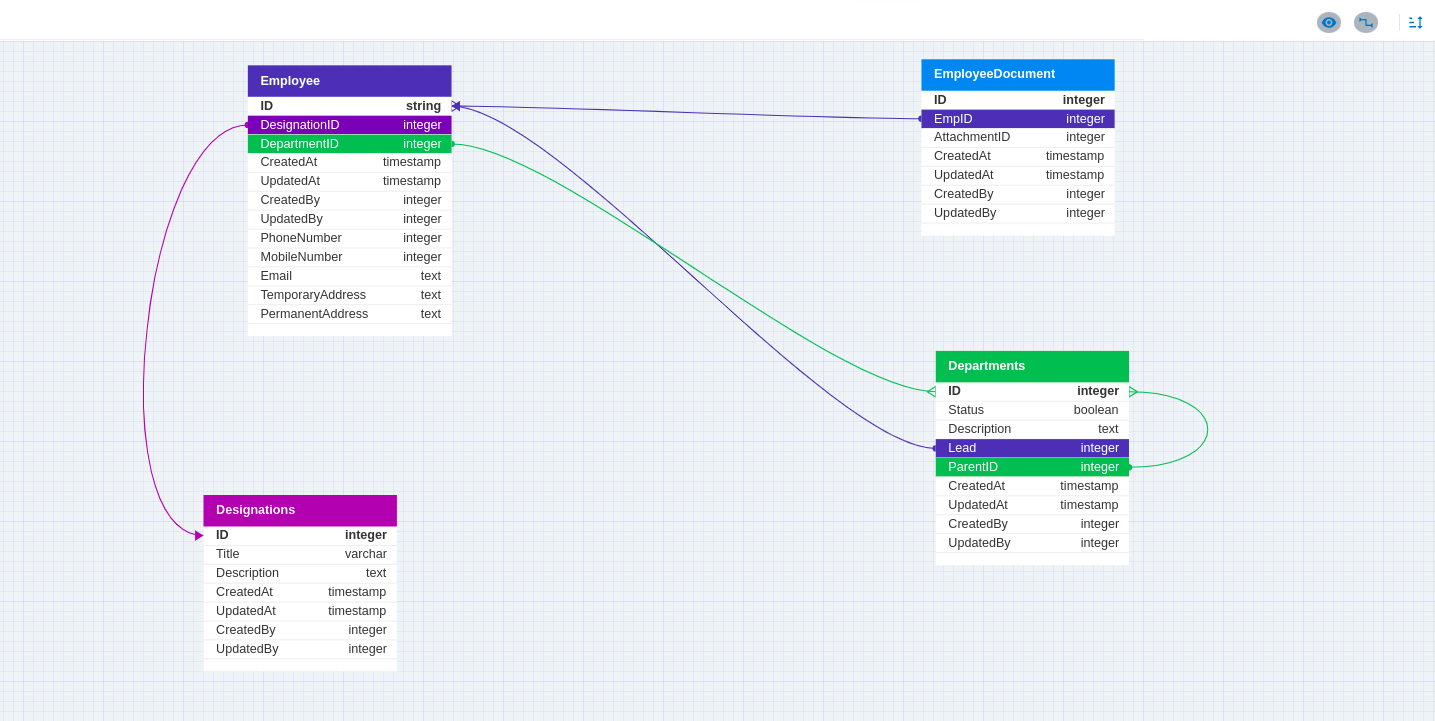 Employee
ID string
DesignationID integer
DepartmentID integer
CreatedAt timestamp
UpdatedAt timestamp
CreatedBy integer
UpdatedBy integer
PhoneNumber integer
MobileNumber integer
Email text
TemporaryAddress text
PermanentAddress text
EmployeeDocument
ID integer
EmpID integer
AttachmentID integer
CreatedAt timestamp
UpdatedAt timestamp
CreatedBy integer
UpdatedBy integer
Departments
ID integer
Status boolean
Description text
Lead integer
ParentID integer
CreatedAt timestamp
UpdatedAt timestamp
CreatedBy integer
UpdatedBy integer
Designations
ID integer
Title varchar
Description text
CreatedAt timestamp
UpdatedAt timestamp
CreatedBy integer
UpdatedBy integer